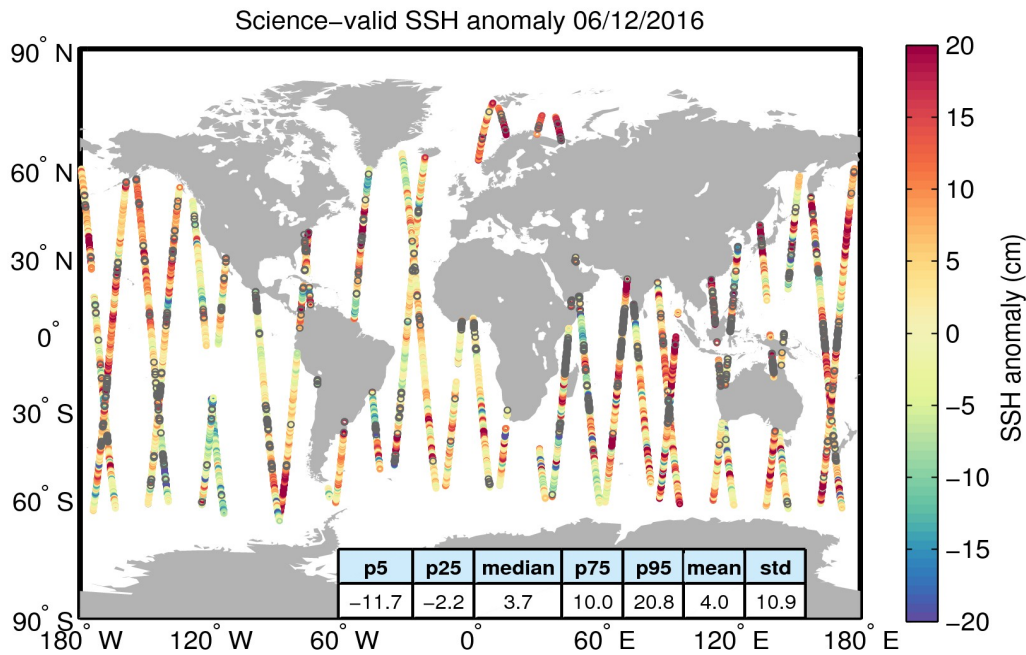 Science−valid SSH anomaly 06/12/2016
90° N
60° N
30° N
0°
30° S
60° S
90° S
180° W
120° W
60° W
0°
60° E
120° E
180° E
p5 p25 median p75 p95 mean std
−11.7 −2.2 3.7 10.0 20.8 4.0 10.9
20
15
10
5
0
−5
−10
−15
−20
SSH anomaly (cm)